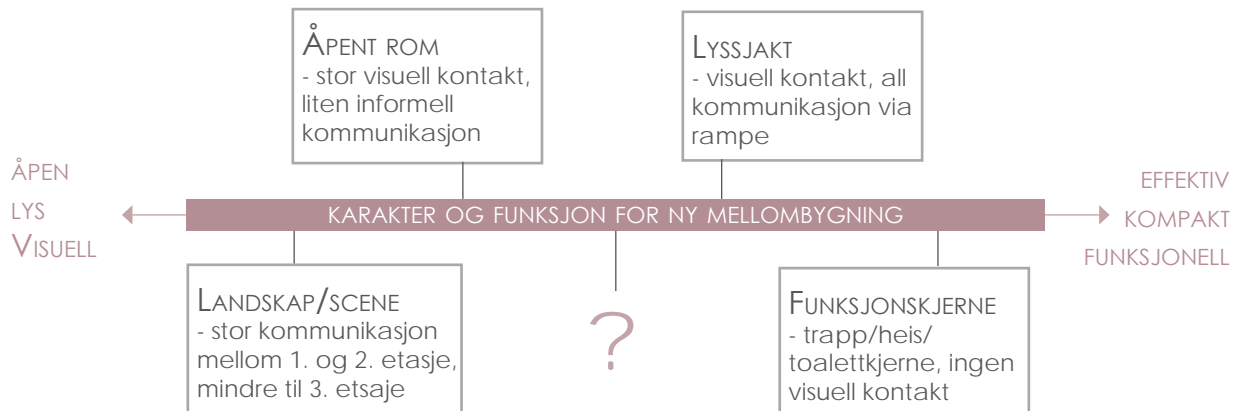 Åpent rom
- stor visuell kontakt,
liten informell
kommunikasjon
Lyssjakt
- visuell kontakt, all
kommunikasjon via
rampe
åpen
lys
Visuell
karakter og funksjon for ny mellombygning
effektiv
kompakt
funksjonell
Landskap/scene
- stor kommunikasjon
mellom 1. og 2. etasje,
mindre til 3. etsaje
?
Funksjonskjerne
- trapp/heis/
toalettkjerne, ingen
visuell kontakt